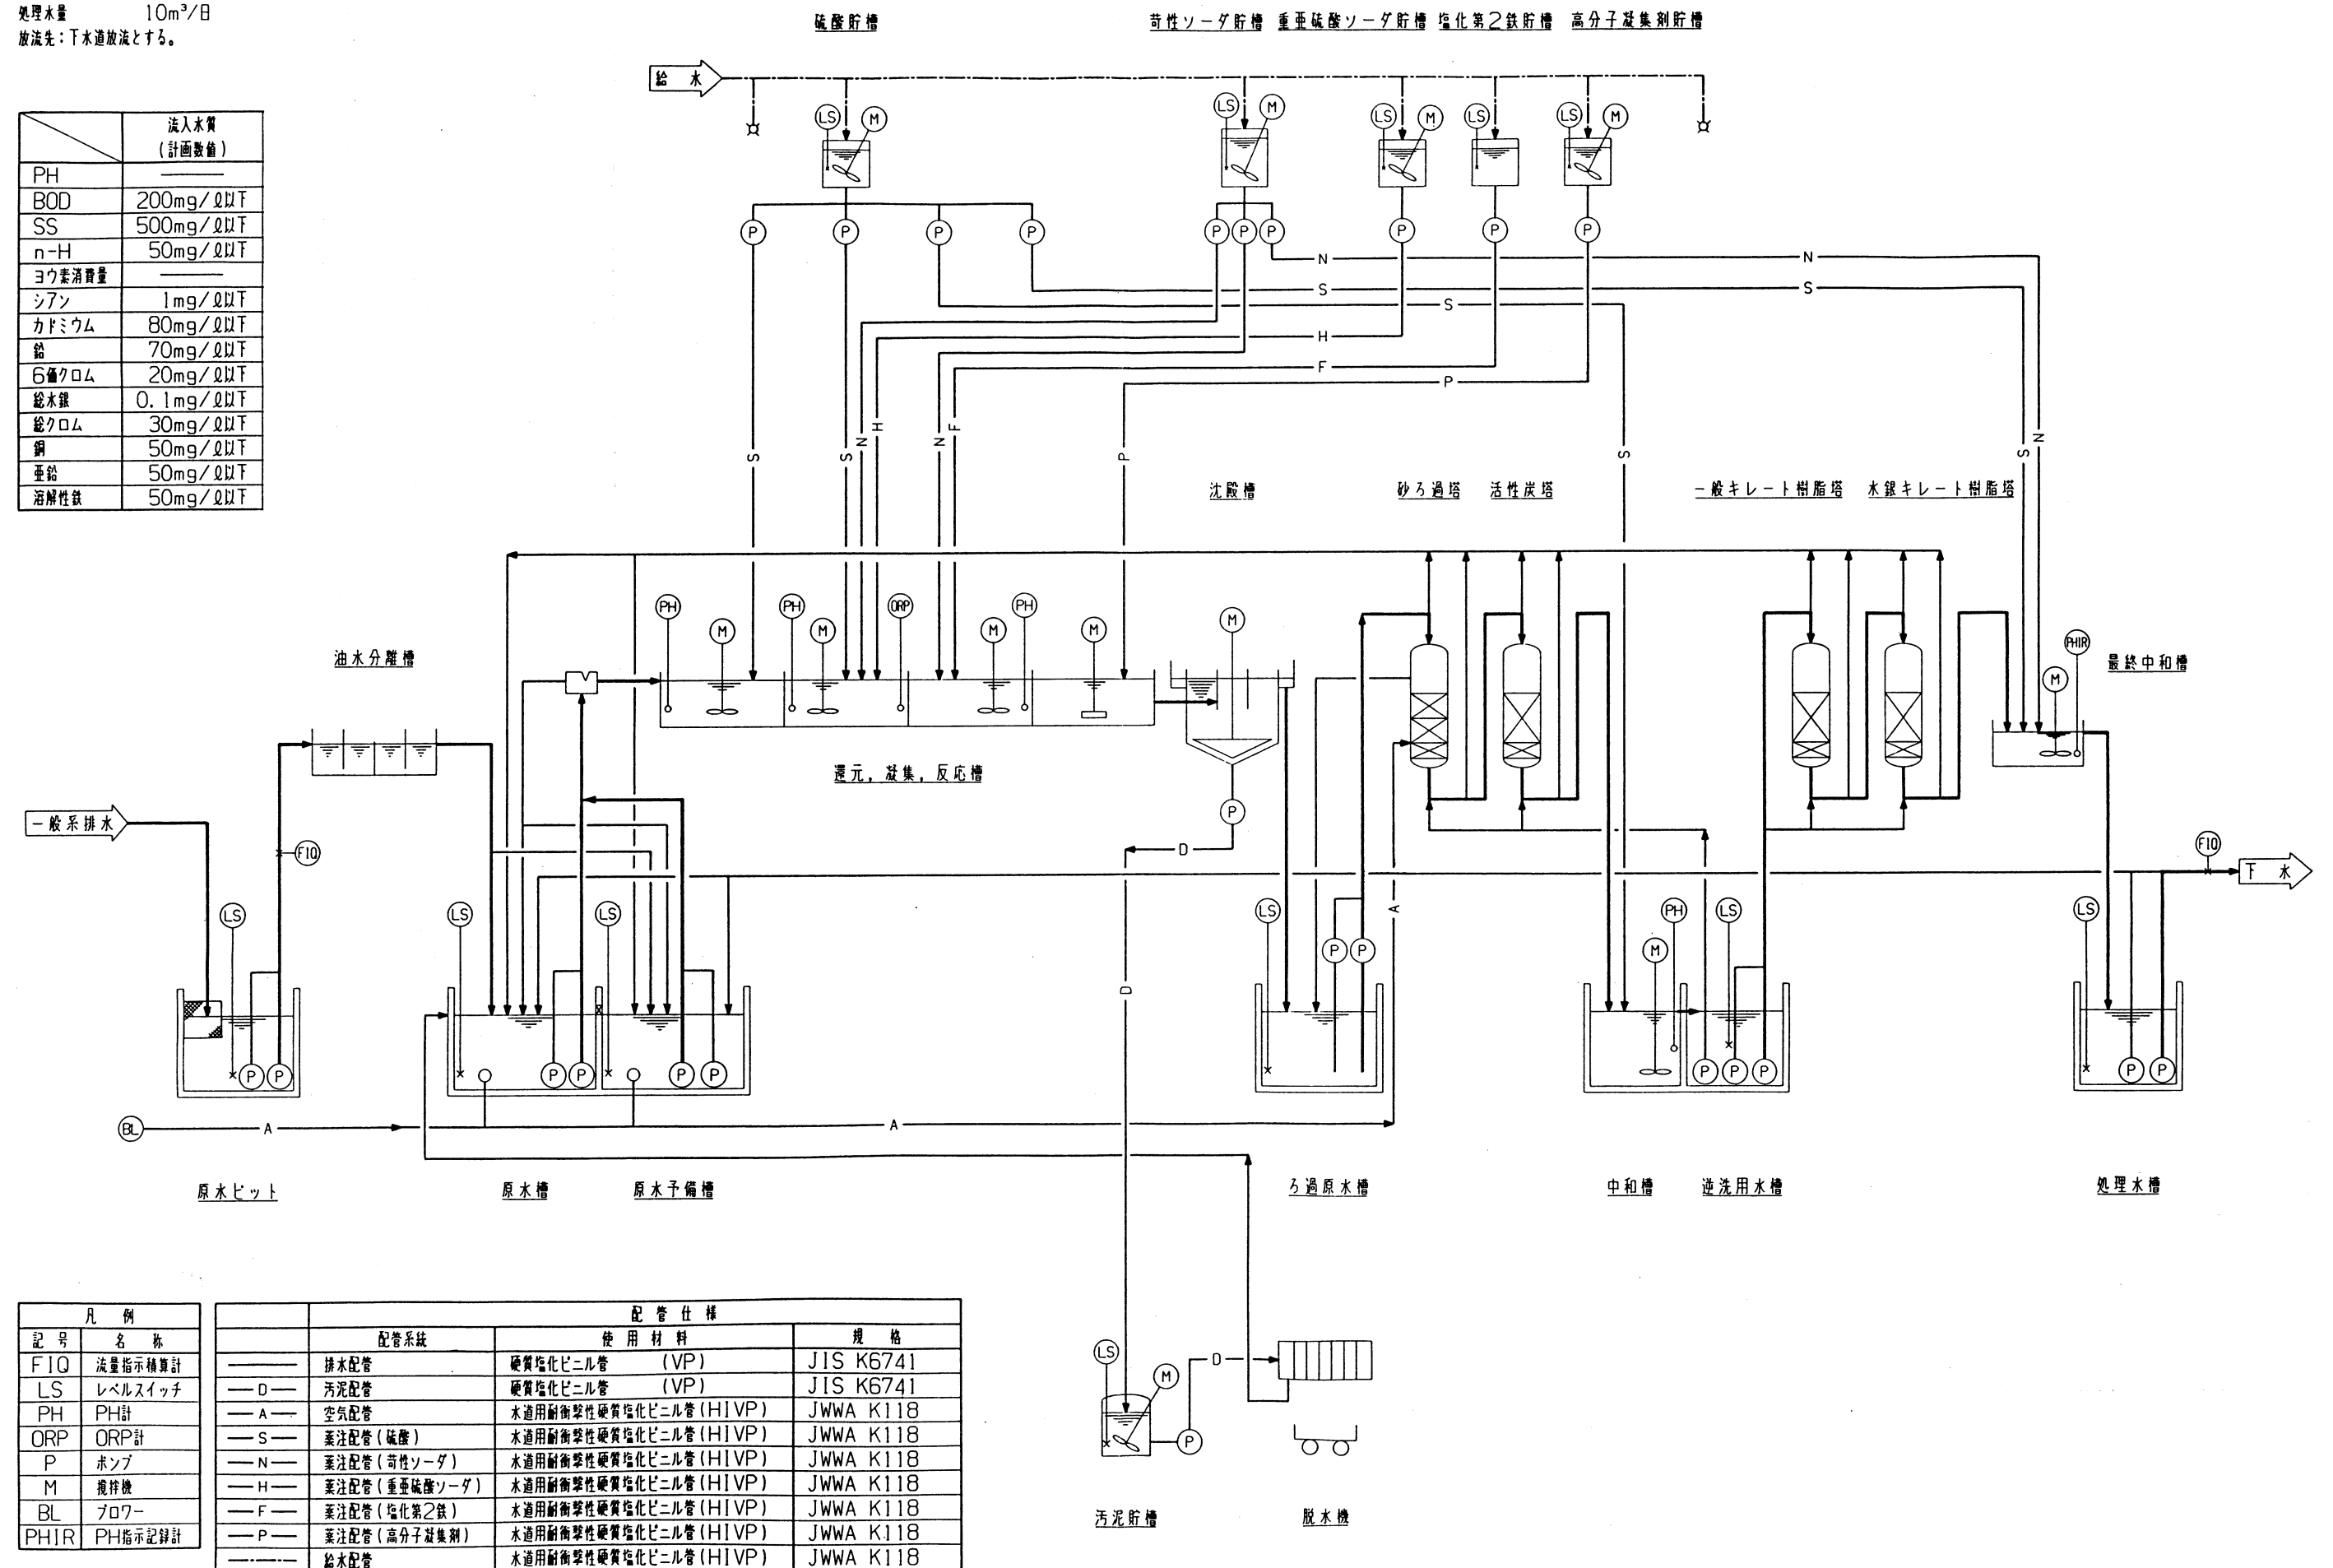 処理水量 10m³/日
放流先：下水道放流とする。
硫酸貯槽
苛性ソーダ貯槽 重亜硫酸ソーダ貯槽 塩化第2鉄貯槽 高分子凝集剤貯槽
給 水
LS M
LS M LS M LS LS M
P P P P P P P P P P
流入水質
(計画数値)
PH ———
BOD 200mg/ℓ以下
SS 500mg/ℓ以下
n-H 50mg/ℓ以下
ヨウ素消費量 ———
シアン 1mg/ℓ以下
カドミウム 80mg/ℓ以下
鉛 70mg/ℓ以下
6価クロム 20mg/ℓ以下
総水銀 0.1mg/ℓ以下
総クロム 30mg/ℓ以下
銅 50mg/ℓ以下
亜鉛 50mg/ℓ以下
溶解性鉄 50mg/ℓ以下
N N
S S
S
H
F
P
S S N H N F P S S N
沈殿槽 砂ろ過塔 活性炭塔 一般キレート樹脂塔 水銀キレート樹脂塔
PH M PH M ORP M PH M M
PHIR
M
最終中和槽
油水分離槽
還元，凝集，反応槽
P
一般系排水
FIQ
D
FIQ
下 水
LS LS LS LS P P A M PH LS LS
D
P P P P P P P P P P P
BL A A
原水ピット 原水槽 原水予備槽 ろ過原水槽 中和槽 逆洗用水槽 処理水槽
LS M P D
汚泥貯槽 脱水機
凡 例
記 号 名 称
FIQ 流量指示積算計
LS レベルスイッチ
PH PH計
ORP ORP計
P ポンプ
M 撹拌機
BL ブロワー
PHIR PH指示記録計
配 管 仕 様
配管系統 使 用 材 料 規 格
排水配管 硬質塩化ビニル管 (VP) JIS K6741
D 汚泥配管 硬質塩化ビニル管 (VP) JIS K6741
A 空気配管 水道用耐衝撃性硬質塩化ビニル管(HIVP) JWWA K118
S 薬注配管(硫酸) 水道用耐衝撃性硬質塩化ビニル管(HIVP) JWWA K118
N 薬注配管(苛性ソーダ) 水道用耐衝撃性硬質塩化ビニル管(HIVP) JWWA K118
H 薬注配管(重亜硫酸ソーダ) 水道用耐衝撃性硬質塩化ビニル管(HIVP) JWWA K118
F 薬注配管(塩化第2鉄) 水道用耐衝撃性硬質塩化ビニル管(HIVP) JWWA K118
P 薬注配管(高分子凝集剤) 水道用耐衝撃性硬質塩化ビニル管(HIVP) JWWA K118
給水配管 水道用耐衝撃性硬質塩化ビニル管(HIVP) JWWA K118